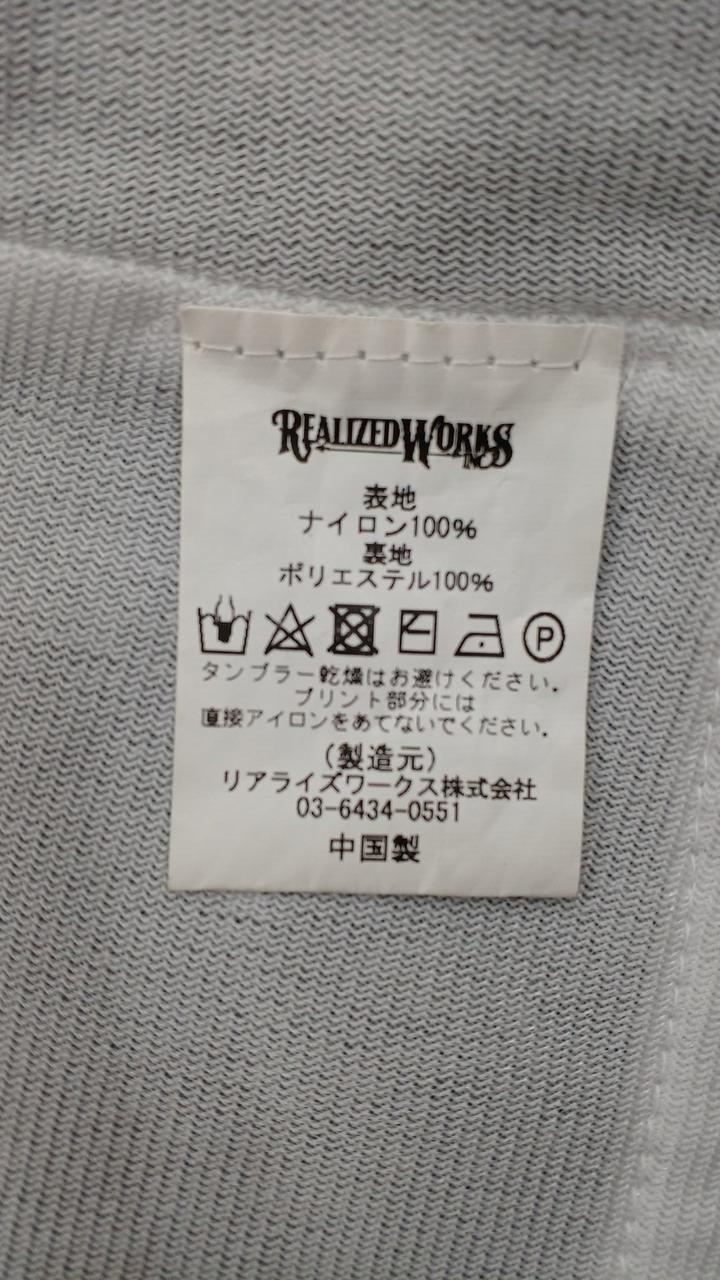 REALIZED WORKS INC
表地
ナイロン100%
裏地
ポリエステル100%
P
タンブラー乾燥はお避けください.
プリント部分には
直接アイロンをあてないでください.
(製造元)
リアライズワークス株式会社
03-6434-0551
中国製